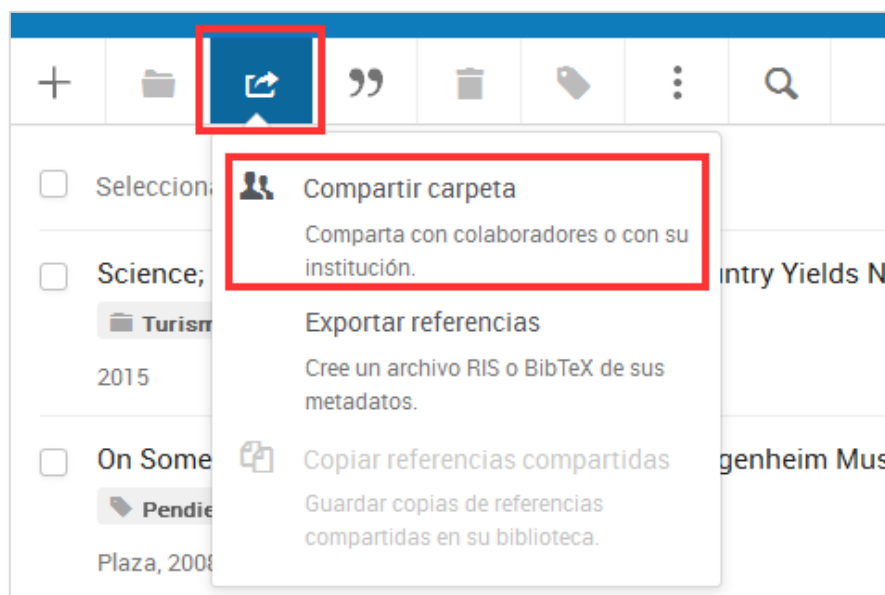 Selecciona
Compartir carpeta
Comparta con colaboradores o con su
institución.
Science;
untry Yields N
Turism
Exportar referencias
2015
Cree un archivo RIS o BibTeX de sus
metadatos.
On Some
Copiar referencias compartidas
genheim Mus
Pendie
Guardar copias de referencias
compartidas en su biblioteca.
Plaza, 2008